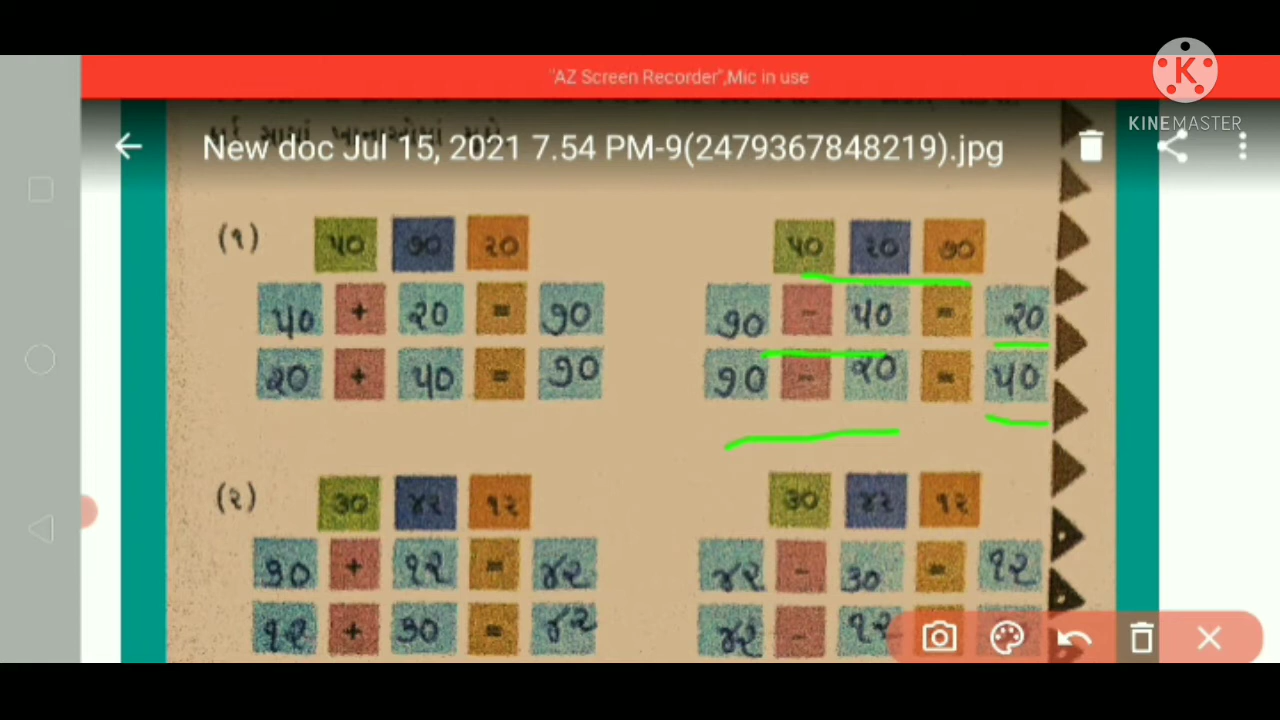 "AZ Screen Recorder",Mic in use
KINEMASTER
New doc Jul 15, 2021 7.54 PM-9(2479367848219).jpg
(૧) ૫૦ ૭૦ ૨૦ ૫૦ ૨૦ ૭૦
૫૦ + ૨૦ = ૭૦ ૭૦ - ૫૦ = ૨૦
૨૦ + ૫૦ = ૭૦ ૭૦ - ૨૦ = ૫૦
(૨) ૩૦ ૪૨ ૧૨ ૩૦ ૪૨ ૧૨
૩૦ + ૧૨ = ૪૨ ૪૨ - ૩૦ = ૧૨
૧૨ + ૩૦ = ૪૨ ૪૨ - ૧૨